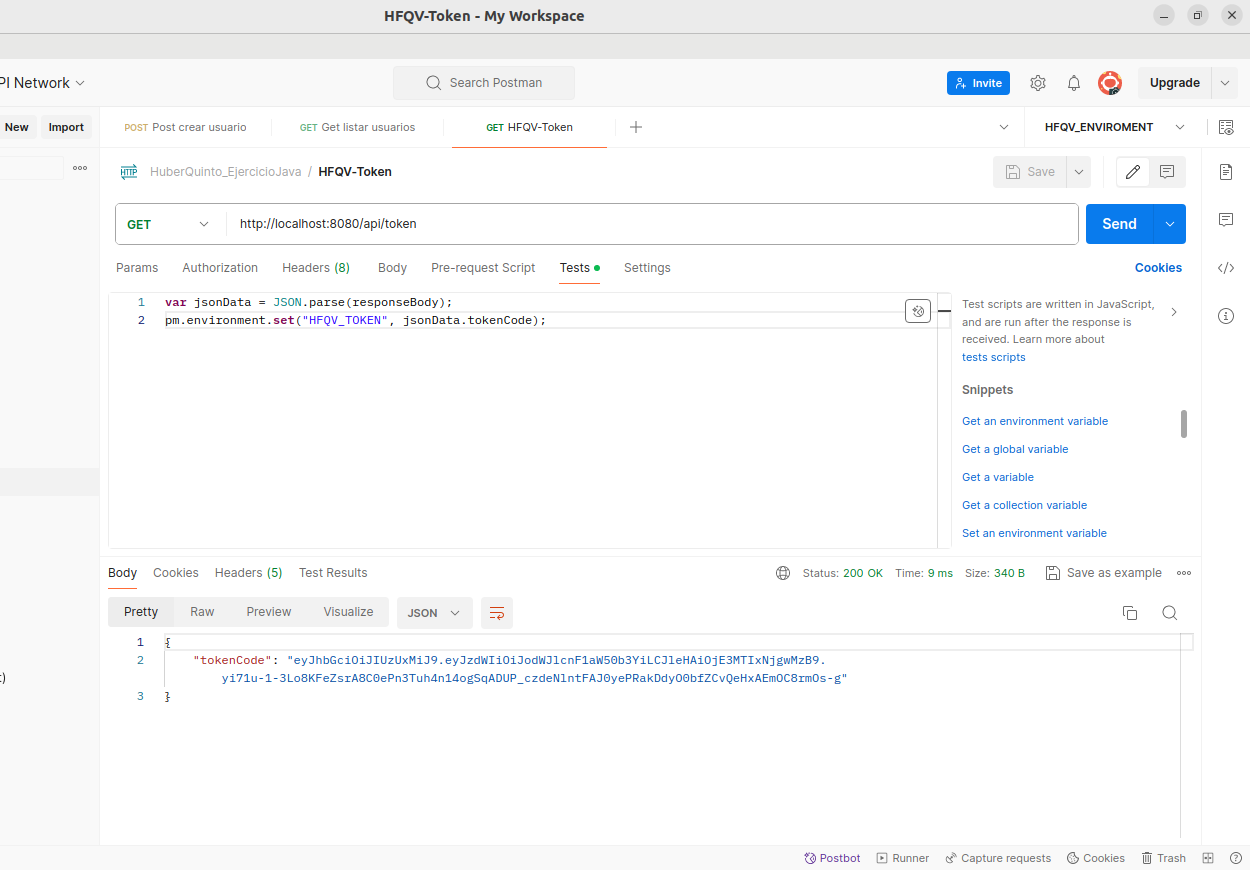 HFQV-Token - My Workspace
PI Network
Search Postman
Invite
Upgrade
New
Import
POST Post crear usuario
GET Get listar usuarios
GET HFQV-Token
HFQV_ENVIROMENT
HTTP
HuberQuinto_EjercicioJava / HFQV-Token
Save
GET
http://localhost:8080/api/token
Send
Params
Authorization
Headers (8)
Body
Pre-request Script
Tests
Settings
Cookies
1 var jsonData = JSON.parse(responseBody);
2 pm.environment.set("HFQV_TOKEN", jsonData.tokenCode);
Test scripts are written in JavaScript,
and are run after the response is
received. Learn more about
tests scripts
Snippets
Get an environment variable
Get a global variable
Get a variable
Get a collection variable
Set an environment variable
Body
Cookies
Headers (5)
Test Results
Status: 200 OK
Time: 9 ms
Size: 340 B
Save as example
Pretty
Raw
Preview
Visualize
JSON
1 {
2 "tokenCode": "eyJhbGciOiJIUzUxMiJ9.eyJzdWIiOiJodWJlcnF1aW50b3YiLCJleHAiOjE3MTIxNjgwMzB9.
yi71u-1-3Lo8KFeZsrA8C0ePn3Tuh4n14ogSqADUP_czdeNlntFAJ0yePRakDdyO0bfZCvQeHxAEmOC8rmOs-g"
3 }
t)
Postbot
Runner
Capture requests
Cookies
Trash